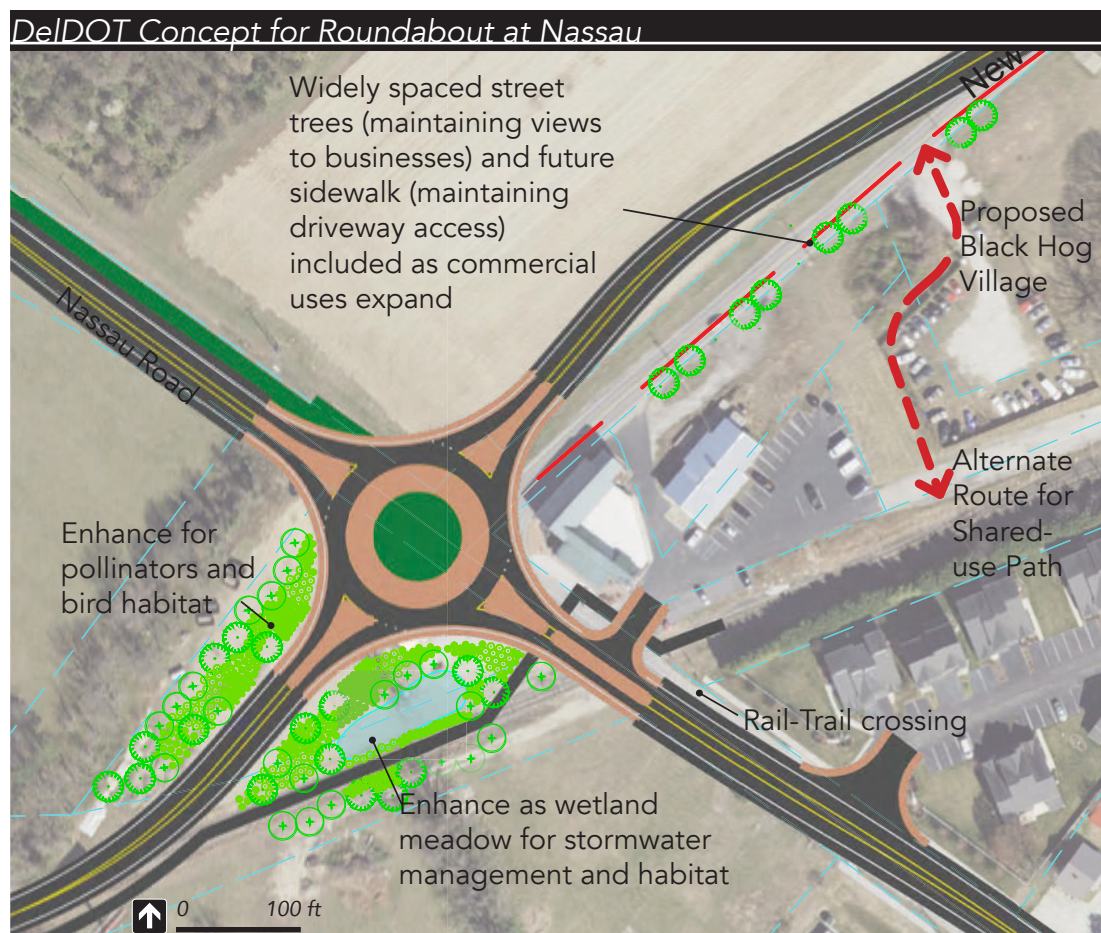 DelDOT Concept for Roundabout at Nassau
Widely spaced street
trees (maintaining views
to businesses) and future
sidewalk (maintaining
driveway access)
included as commercial
uses expand
New
Proposed
Black Hog
Village
Nassau Road
Alternate
Route for
Shared-
use Path
Enhance for
pollinators and
bird habitat
Rail-Trail crossing
Enhance as wetland
meadow for stormwater
management and habitat
0 100 ft